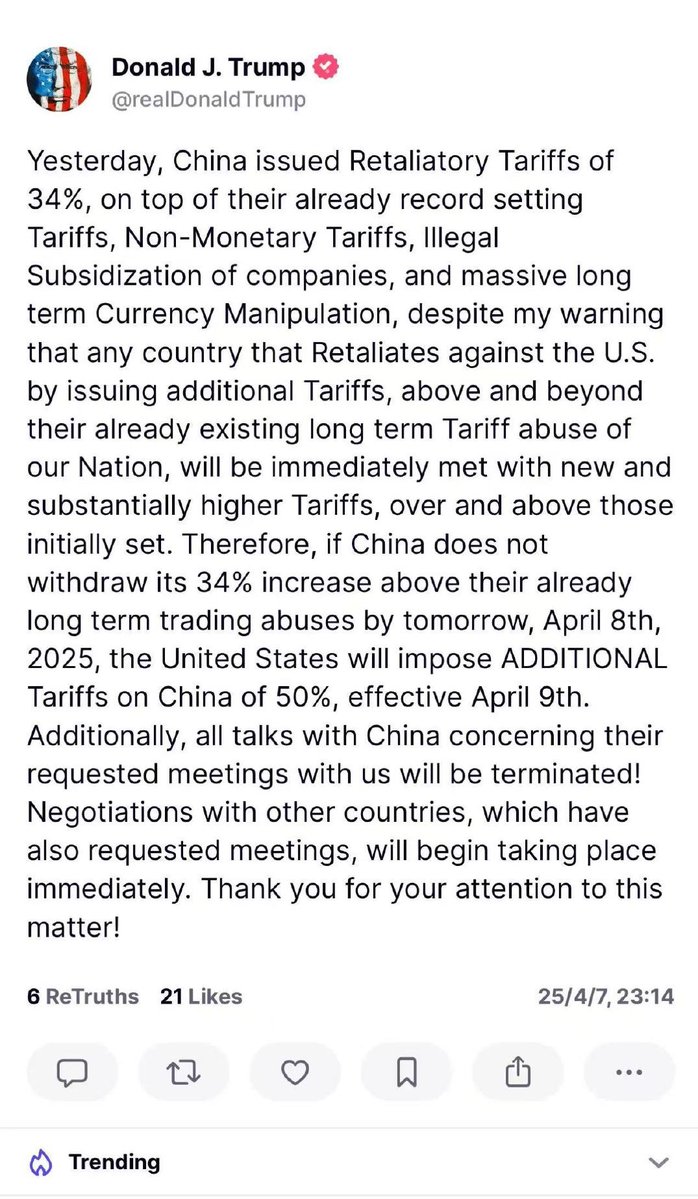 Donald J. Trump
@realDonaldTrump
Yesterday, China issued Retaliatory Tariffs of
34%, on top of their already record setting
Tariffs, Non-Monetary Tariffs, Illegal
Subsidization of companies, and massive long
term Currency Manipulation, despite my warning
that any country that Retaliates against the U.S.
by issuing additional Tariffs, above and beyond
their already existing long term Tariff abuse of
our Nation, will be immediately met with new and
substantially higher Tariffs, over and above those
initially set. Therefore, if China does not
withdraw its 34% increase above their already
long term trading abuses by tomorrow, April 8th,
2025, the United States will impose ADDITIONAL
Tariffs on China of 50%, effective April 9th.
Additionally, all talks with China concerning their
requested meetings with us will be terminated!
Negotiations with other countries, which have
also requested meetings, will begin taking place
immediately. Thank you for your attention to this
matter!
6 ReTruths 21 Likes 25/4/7, 23:14
Trending